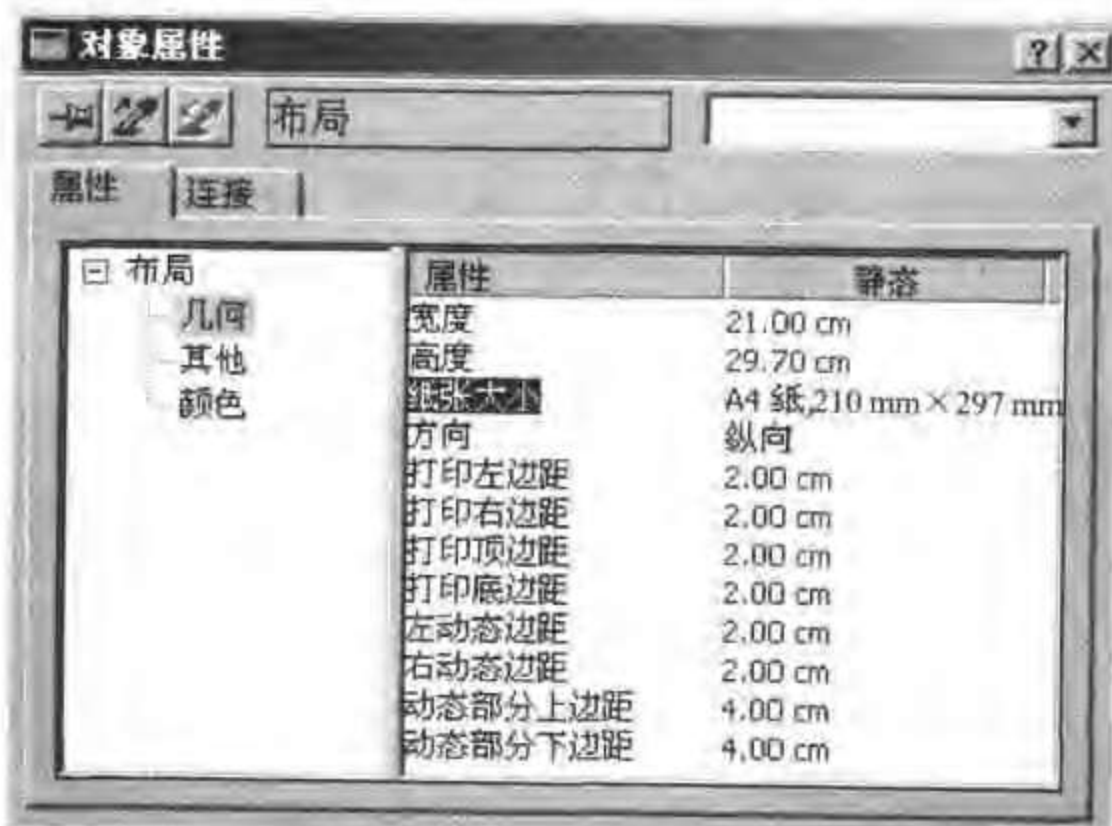 对象属性
布局
属性 连接
布局
几何
其他
颜色
属性 静态
宽度 21.00 cm
高度 29.70 cm
纸张大小 A4 纸,210 mm×297 mm
方向 纵向
打印左边距 2.00 cm
打印右边距 2.00 cm
打印顶边距 2.00 cm
打印底边距 2.00 cm
左动态边距 2.00 cm
右动态边距 2.00 cm
动态部分上边距 4.00 cm
动态部分下边距 4.00 cm